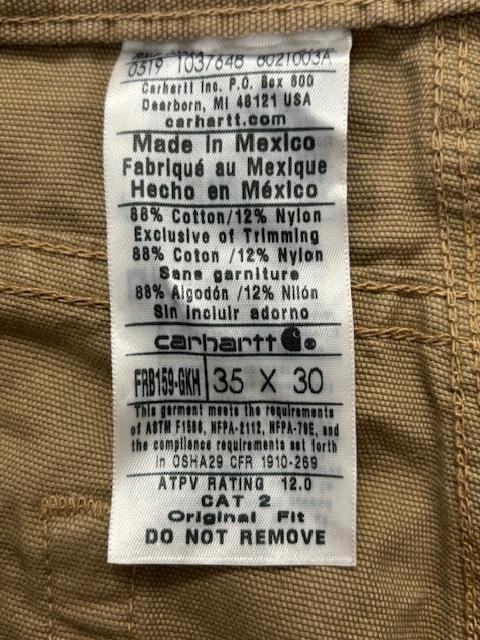 0519 1037648 6021003A
Carhartt Inc. P.O. Box 600
Dearborn, MI 48121 USA
carhartt.com
Made in Mexico
Fabriqué au Mexique
Hecho en México
88% Cotton/12% Nylon
Exclusive of Trimming
88% Coton /12% Nylon
Sans garniture
88% Algodón /12% Nilón
Sin incluir adorno
carhartt ®
FRB159-GKH 35 X 30
This garment meets the requirements
of ASTM F1506, NFPA-2112, NFPA-70E, and
the compliance requirements set forth
in OSHA29 CFR 1910-269
ATPV RATING 12.0
CAT 2
Original Fit
DO NOT REMOVE